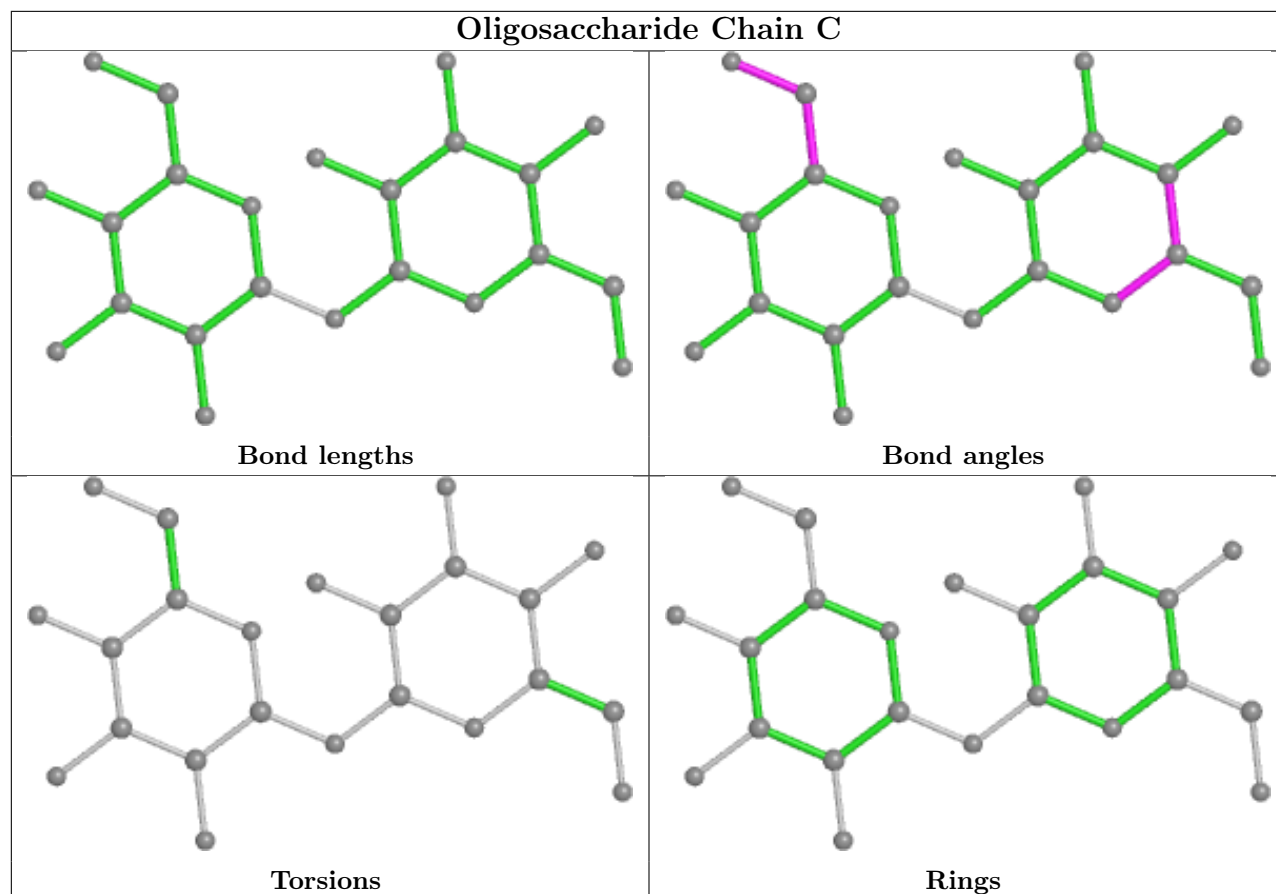 Oligosaccharide Chain C
Bond lengths
Bond angles
Torsions
Rings